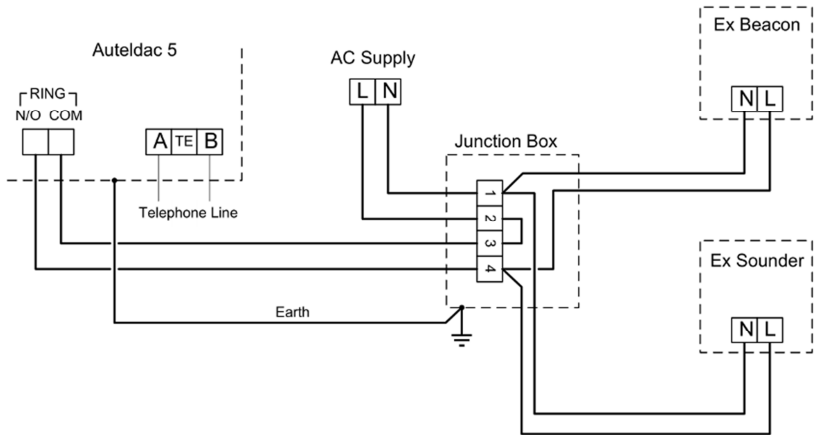 Auteldac 5
RING
N/O COM
A TE B
Telephone Line
AC Supply
L N
Junction Box
1
2
3
4
Earth
Ex Beacon
N L
Ex Sounder
N L